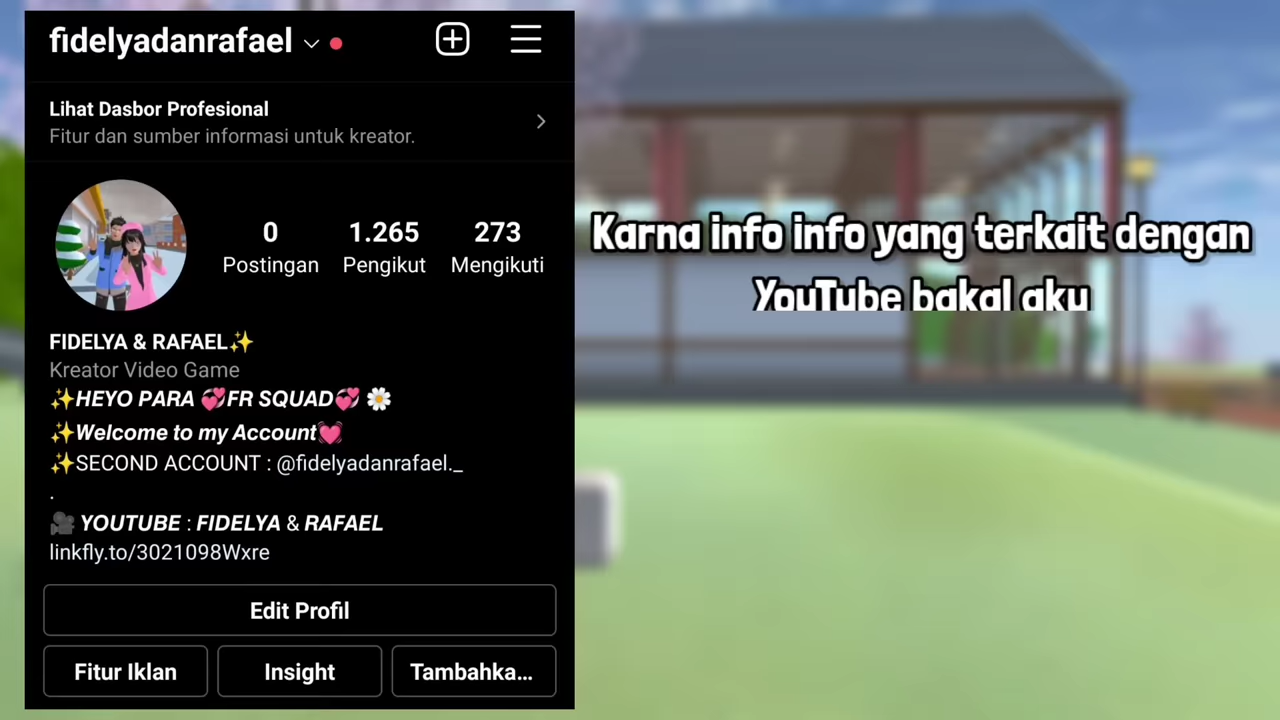 fidelyadanrafael
Lihat Dasbor Profesional
Fitur dan sumber informasi untuk kreator.
0
Postingan
1.265
Pengikut
273
Mengikuti
FIDELYA & RAFAEL✨
Kreator Video Game
✨HEYO PARA 💞FR SQUAD💞 🌼
✨Welcome to my Account💓
✨SECOND ACCOUNT : @fidelyadanrafael._
.
🎥 YOUTUBE : FIDELYA & RAFAEL
linkfly.to/3021098Wxre
Edit Profil
Fitur Iklan
Insight
Tambahka...
Karna info info yang terkait dengan
YouTube bakal aku